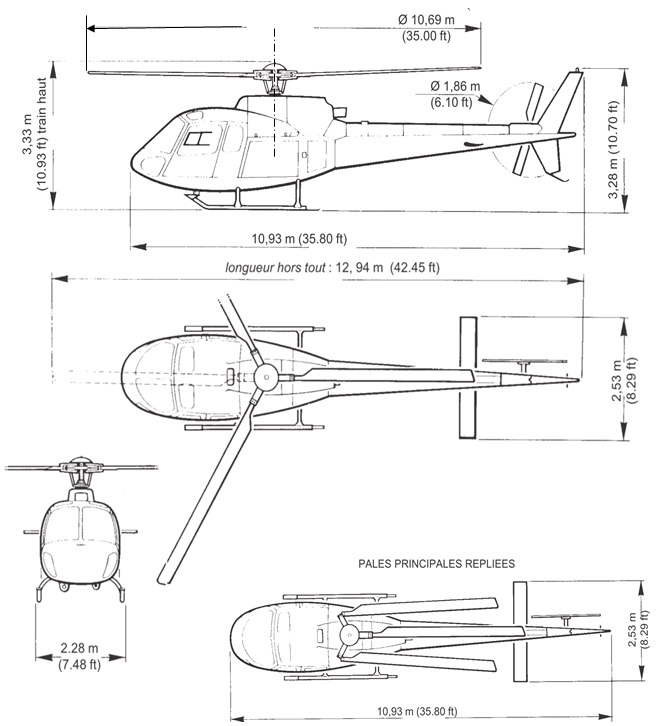 Ø 10,69 m
(35.00 ft)
Ø 1,86 m
(6.10 ft)
3,33 m
(10.93 ft) train haut
3,28 m (10.70 ft)
10,93 m (35.80 ft)
longueur hors tout : 12, 94 m (42.45 ft)
2,53 m
(8.29 ft)
PALES PRINCIPALES REPLIEES
2.28 m
(7.48 ft)
2,53 m
(8.29 ft)
10,93 m (35.80 ft)